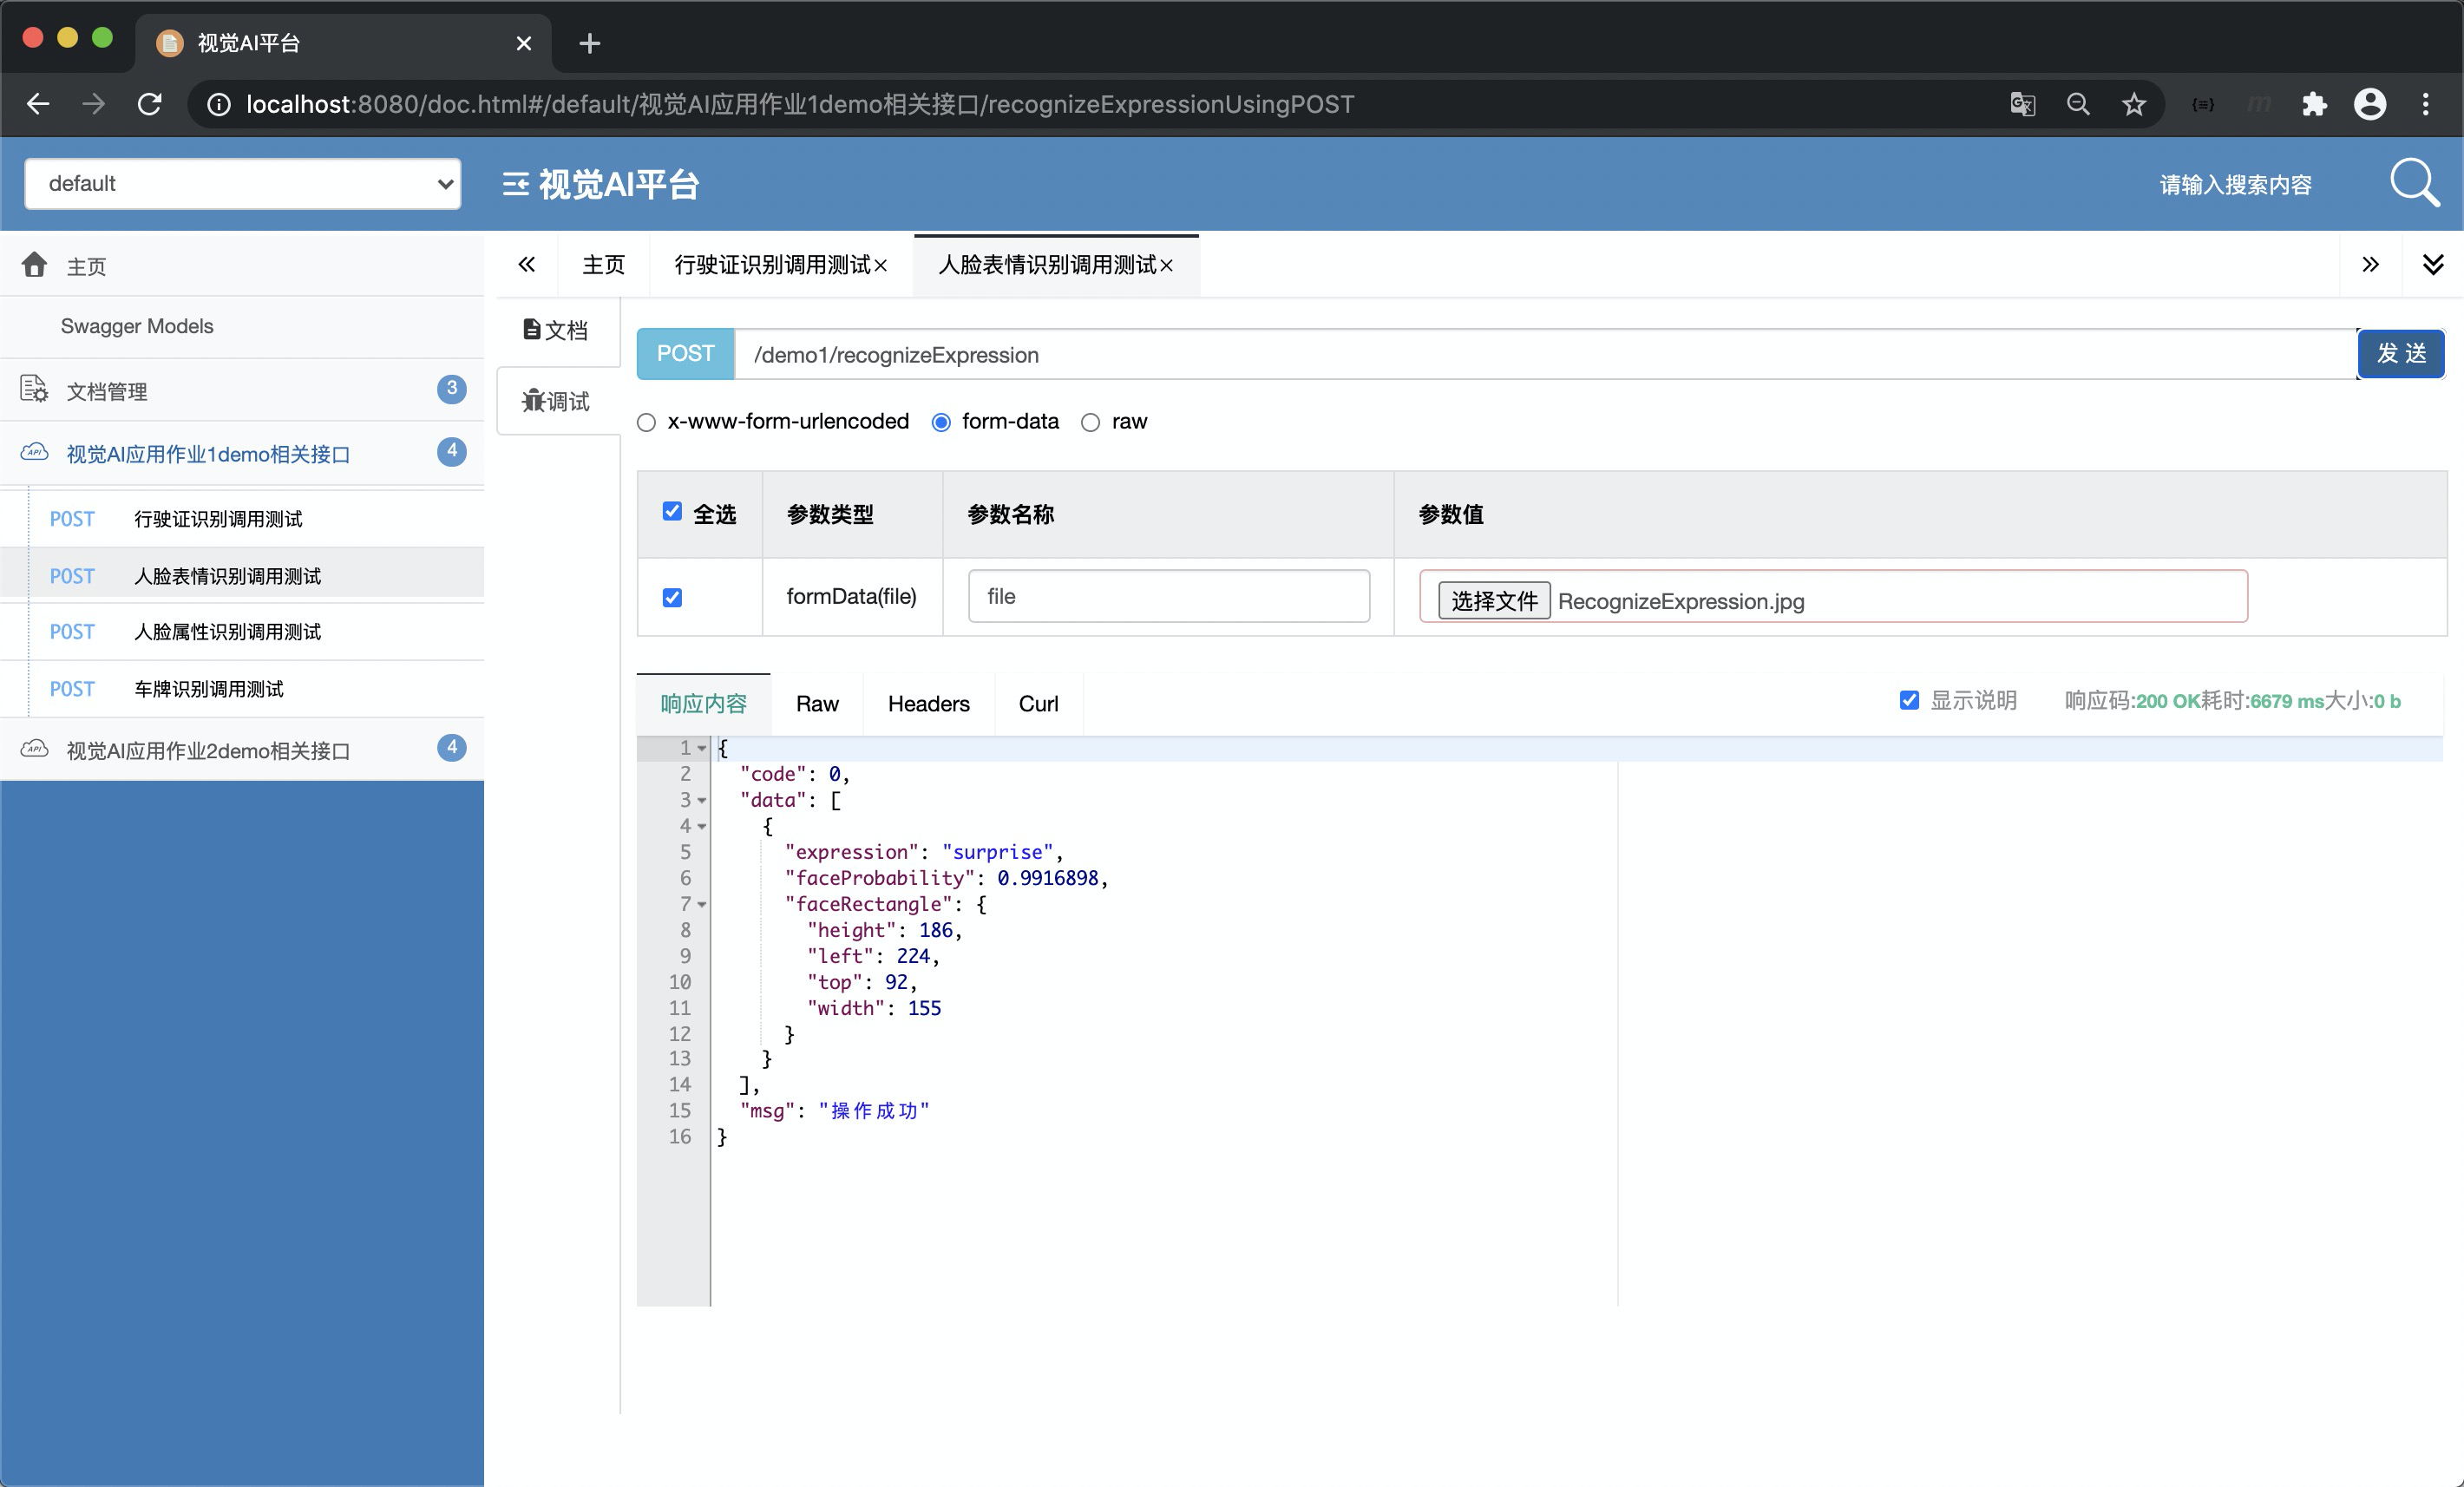 视觉AI平台
localhost:8080/doc.html#/default/视觉AI应用作业1demo相关接口/recognizeExpressionUsingPOST
default
视觉AI平台
请输入搜索内容
主页
Swagger Models
文档管理 3
API 视觉AI应用作业1demo相关接口 4
POST 行驶证识别调用测试
POST 人脸表情识别调用测试
POST 人脸属性识别调用测试
POST 车牌识别调用测试
API 视觉AI应用作业2demo相关接口 4
主页 行驶证识别调用测试 人脸表情识别调用测试
文档
调试
POST /demo1/recognizeExpression 发 送
x-www-form-urlencoded form-data raw
全选 参数类型 参数名称 参数值
formData(file) file 选择文件 RecognizeExpression.jpg
响应内容 Raw Headers Curl 显示说明 响应码:200 OK耗时:6679 ms大小:0 b
1 {
2 "code": 0,
3 "data": [
4 {
5 "expression": "surprise",
6 "faceProbability": 0.9916898,
7 "faceRectangle": {
8 "height": 186,
9 "left": 224,
10 "top": 92,
11 "width": 155
12 }
13 }
14 ],
15 "msg": "操作成功"
16 }